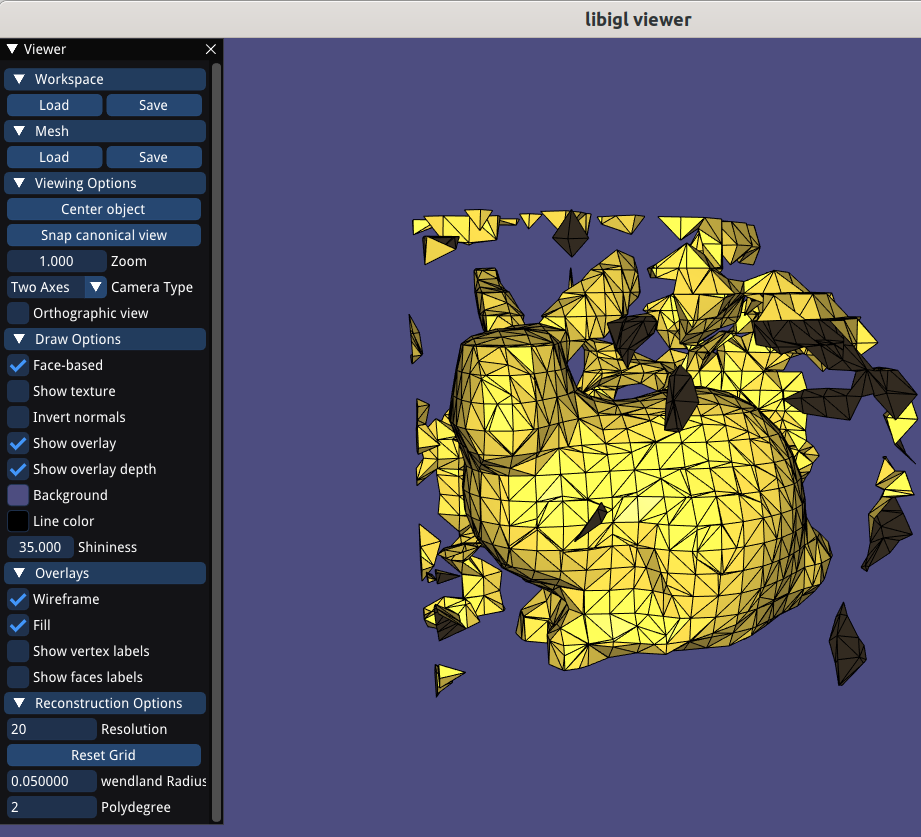 libigl viewer
Viewer
Workspace
Load Save
Mesh
Load Save
Viewing Options
Center object
Snap canonical view
1.000 Zoom
Two Axes Camera Type
Orthographic view
Draw Options
Face-based
Show texture
Invert normals
Show overlay
Show overlay depth
Background
Line color
35.000 Shininess
Overlays
Wireframe
Fill
Show vertex labels
Show faces labels
Reconstruction Options
20 Resolution
Reset Grid
0.050000 wendland Radius
2 Polydegree